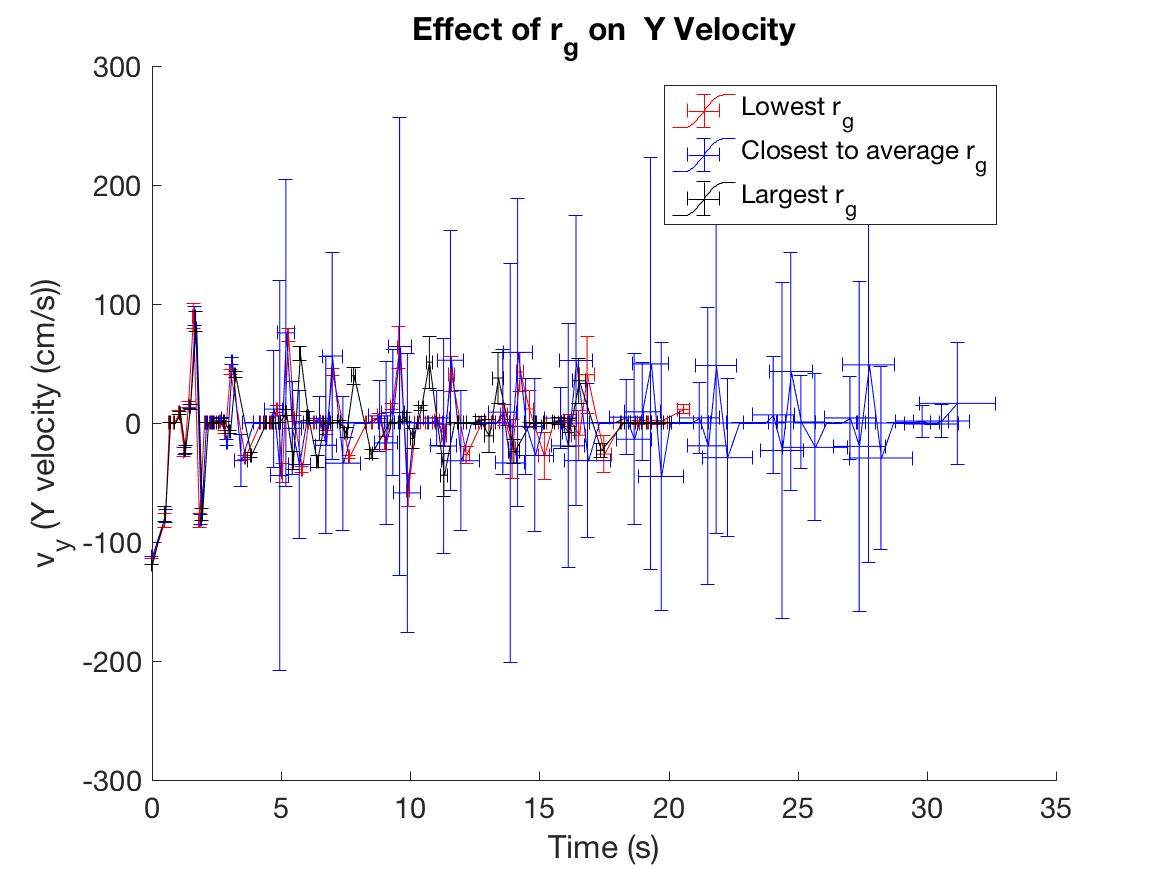 Effect of r_g on Y Velocity
300
200
100
0
-100
-200
-300
v_y (Y velocity (cm/s))
Lowest r_g
Closest to average r_g
Largest r_g
0 5 10 15 20 25 30 35
Time (s)